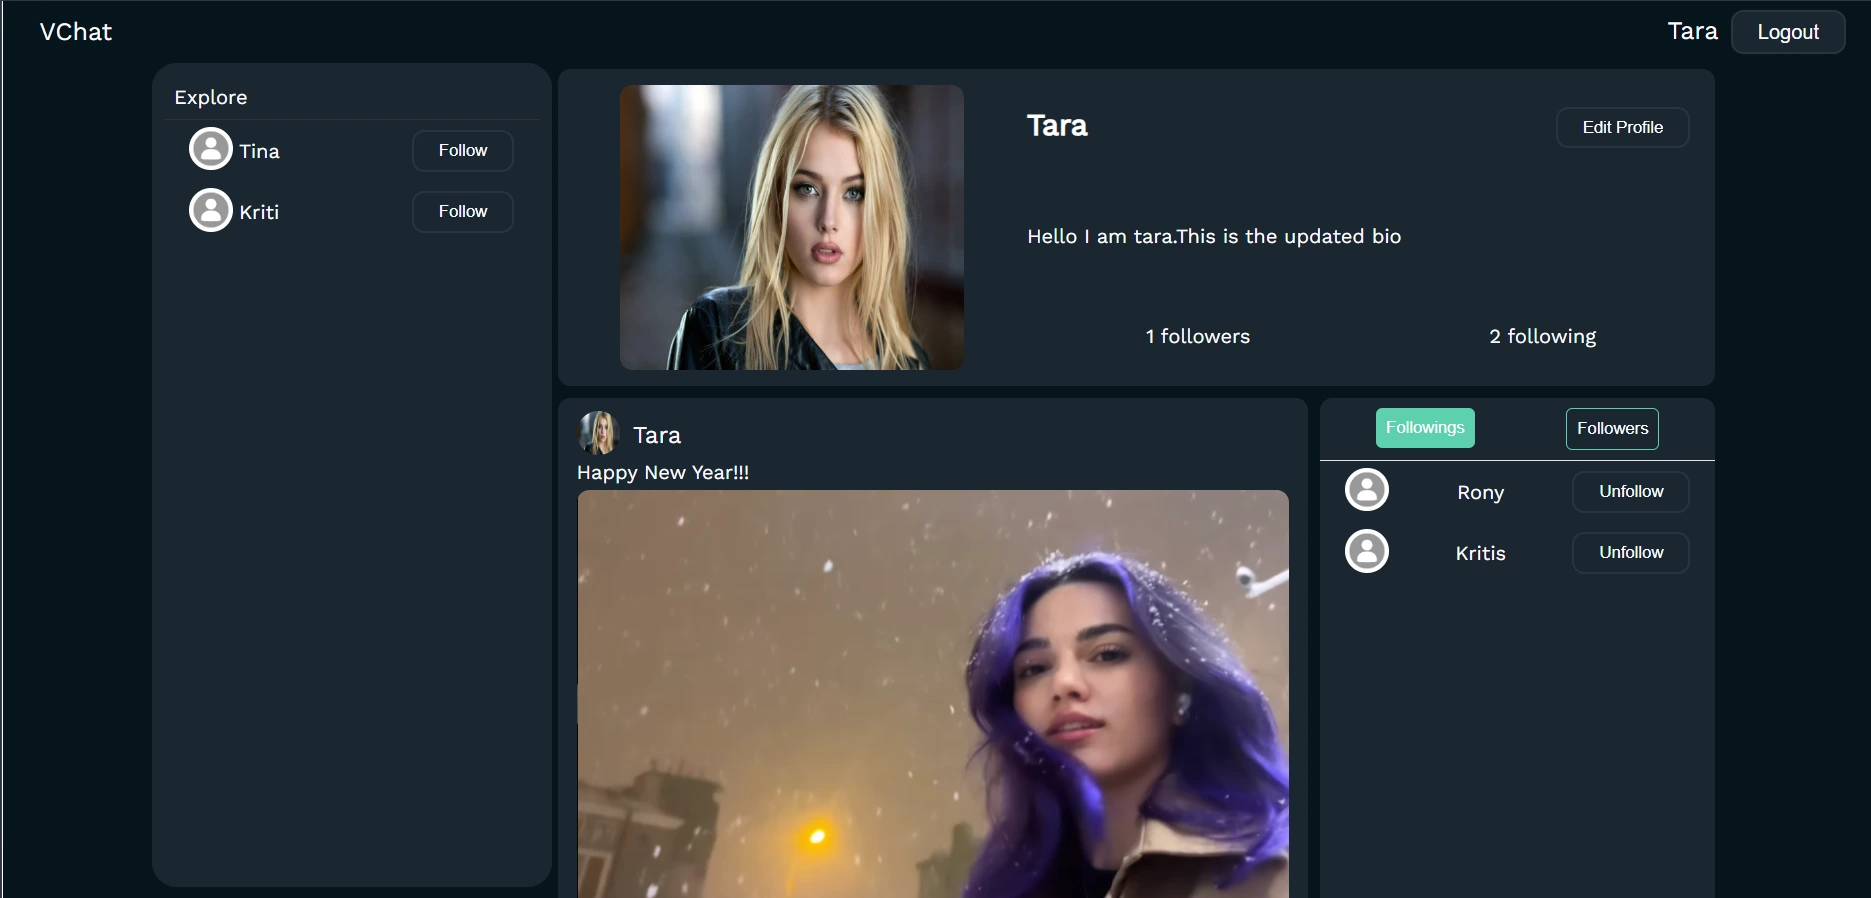 VChat
Tara Logout
Explore
Tina Follow
Kriti Follow
Tara
Edit Profile
Hello I am tara.This is the updated bio
1 followers 2 following
Tara
Happy New Year!!!
Followings Followers
Rony Unfollow
Kritis Unfollow